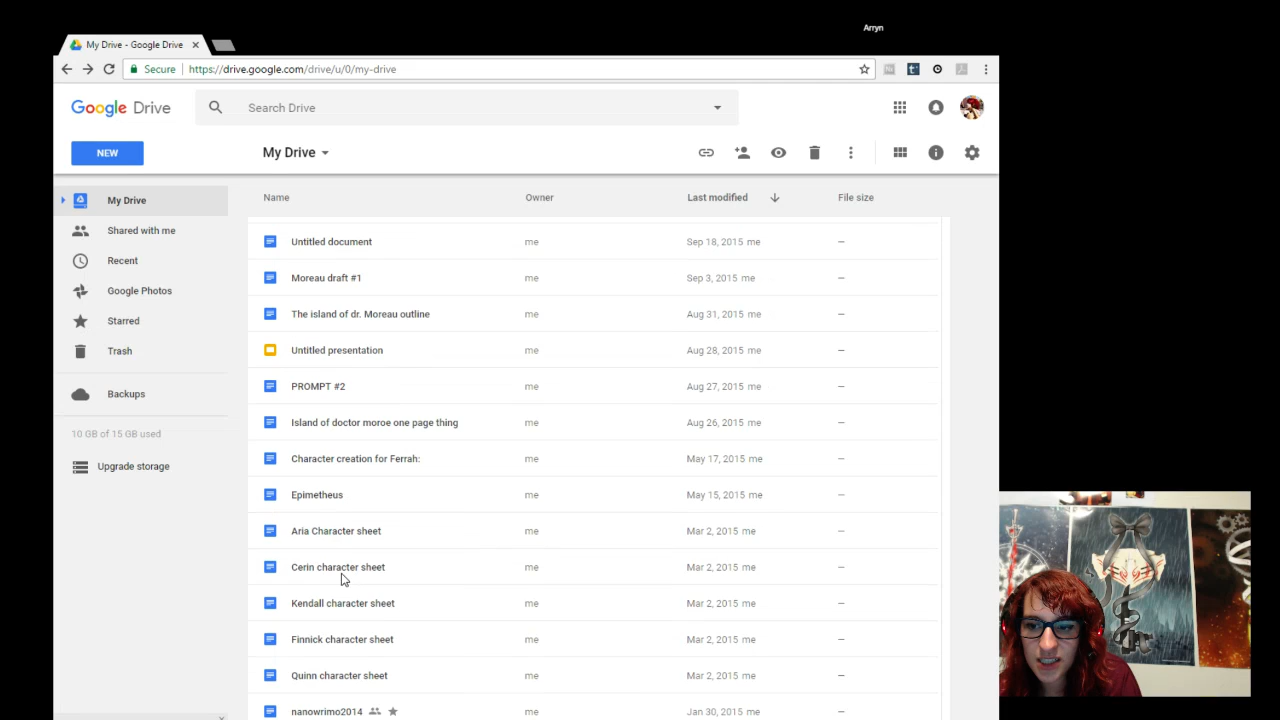 Arryn
My Drive - Google Drive
Secure https://drive.google.com/drive/u/0/my-drive
Google Drive Search Drive
NEW My Drive
My Drive Name Owner Last modified File size
Shared with me
Recent
Google Photos
Starred
Trash
Backups
10 GB of 15 GB used
Upgrade storage
Untitled document me Sep 18, 2015 me –
Moreau draft #1 me Sep 3, 2015 me –
The island of dr. Moreau outline me Aug 31, 2015 me –
Untitled presentation me Aug 28, 2015 me –
PROMPT #2 me Aug 27, 2015 me –
Island of doctor moroe one page thing me Aug 26, 2015 me –
Character creation for Ferrah: me May 17, 2015 me –
Epimetheus me May 15, 2015 me –
Aria Character sheet me Mar 2, 2015 me –
Cerin character sheet me Mar 2, 2015 me –
Kendall character sheet me Mar 2, 2015 me –
Finnick character sheet me Mar 2, 2015 me –
Quinn character sheet me Mar 2, 2015 me –
nanowrimo2014 me Jan 30, 2015 me –